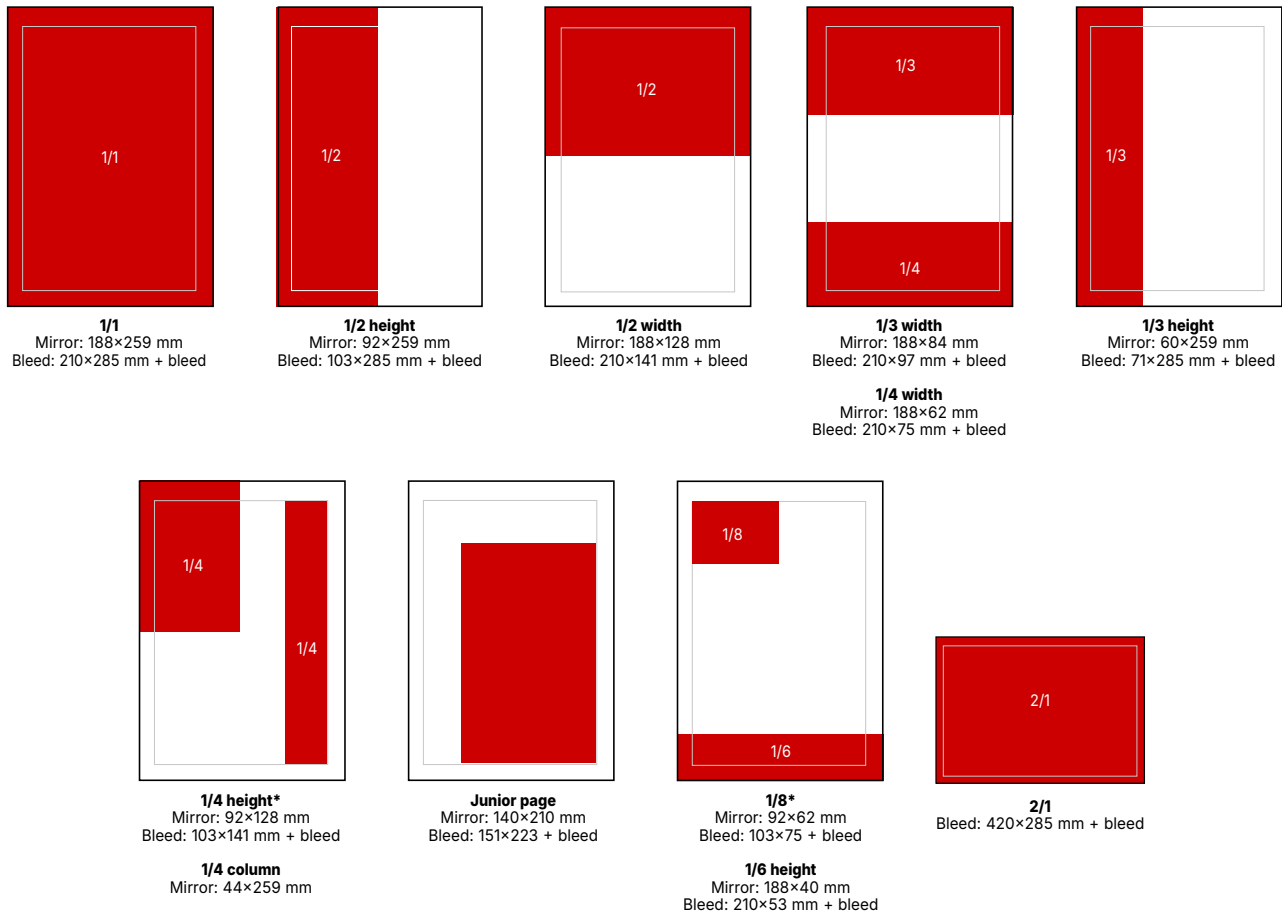 1/1
1/2
1/2
1/3
1/4
1/3
1/1
Mirror: 188×259 mm
Bleed: 210×285 mm + bleed
1/2 height
Mirror: 92×259 mm
Bleed: 103×285 mm + bleed
1/2 width
Mirror: 188×128 mm
Bleed: 210×141 mm + bleed
1/3 width
Mirror: 188×84 mm
Bleed: 210×97 mm + bleed
1/4 width
Mirror: 188×62 mm
Bleed: 210×75 mm + bleed
1/3 height
Mirror: 60×259 mm
Bleed: 71×285 mm + bleed
1/4
1/4
1/8
1/6
2/1
1/4 height*
Mirror: 92×128 mm
Bleed: 103×141 mm + bleed
1/4 column
Mirror: 44×259 mm
Junior page
Mirror: 140×210 mm
Bleed: 151×223 + bleed
1/8*
Mirror: 92×62 mm
Bleed: 103×75 + bleed
1/6 height
Mirror: 188×40 mm
Bleed: 210×53 mm + bleed
2/1
Bleed: 420×285 mm + bleed